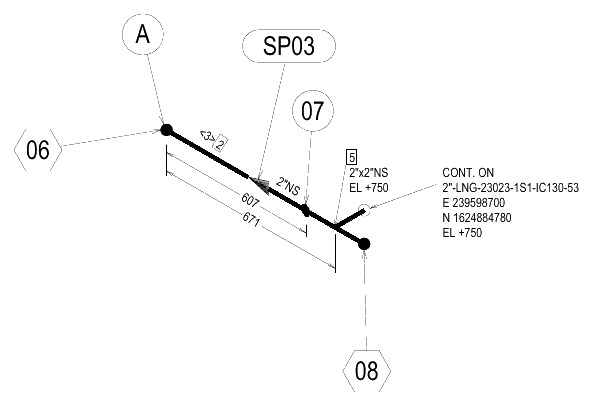 A
SP03
07
06
<3> 2
2"NS
607
671
5
2"x2"NS
EL +750
CONT. ON
2"-LNG-23023-1S1-IC130-53
E 239598700
N 1624884780
EL +750
08